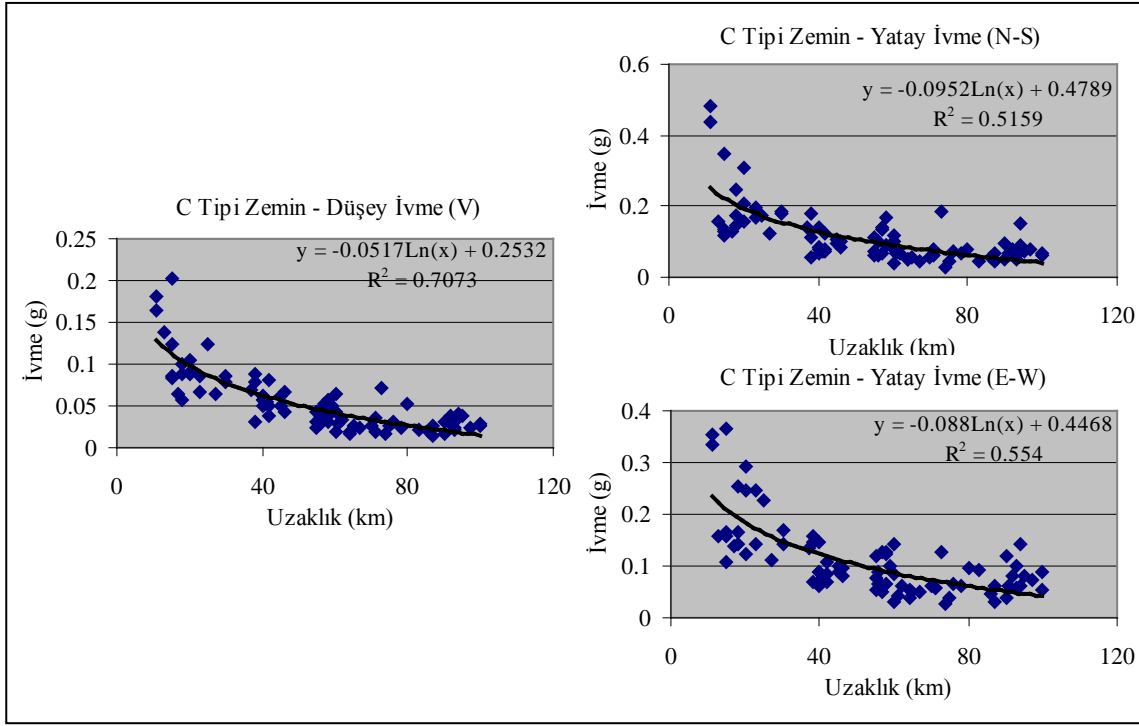 C Tipi Zemin - Düşey İvme (V)
y = -0.0517Ln(x) + 0.2532
R² = 0.7073
0.25
0.2
0.15
0.1
0.05
0
0
40
80
120
İvme (g)
Uzaklık (km)
C Tipi Zemin - Yatay İvme (N-S)
y = -0.0952Ln(x) + 0.4789
R² = 0.5159
0.6
0.4
0.2
0
0
40
80
120
İvme (g)
Uzaklık (km)
C Tipi Zemin - Yatay İvme (E-W)
y = -0.088Ln(x) + 0.4468
R² = 0.554
0.4
0.3
0.2
0.1
0
0
40
80
120
İvme (g)
Uzaklık (km)